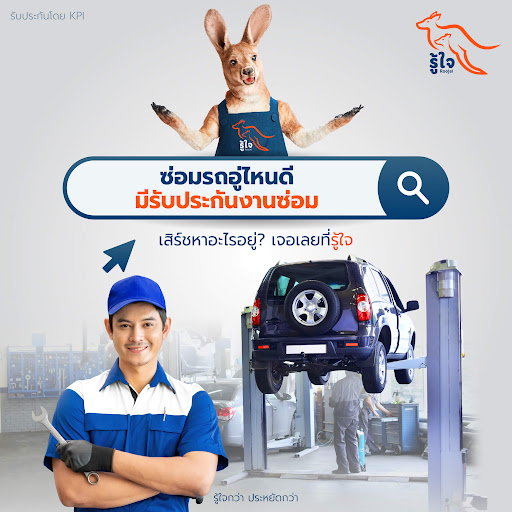 รับประกันโดย KPI
รู้ใจ
Roojai
รู้ใจ
ซ่อมรถอู่ไหนดี
มีรับประกันงานซ่อม
เสิร์ชหาอะไรอยู่? เจอเลยที่รู้ใจ
รู้ใจกว่า ประหยัดกว่า